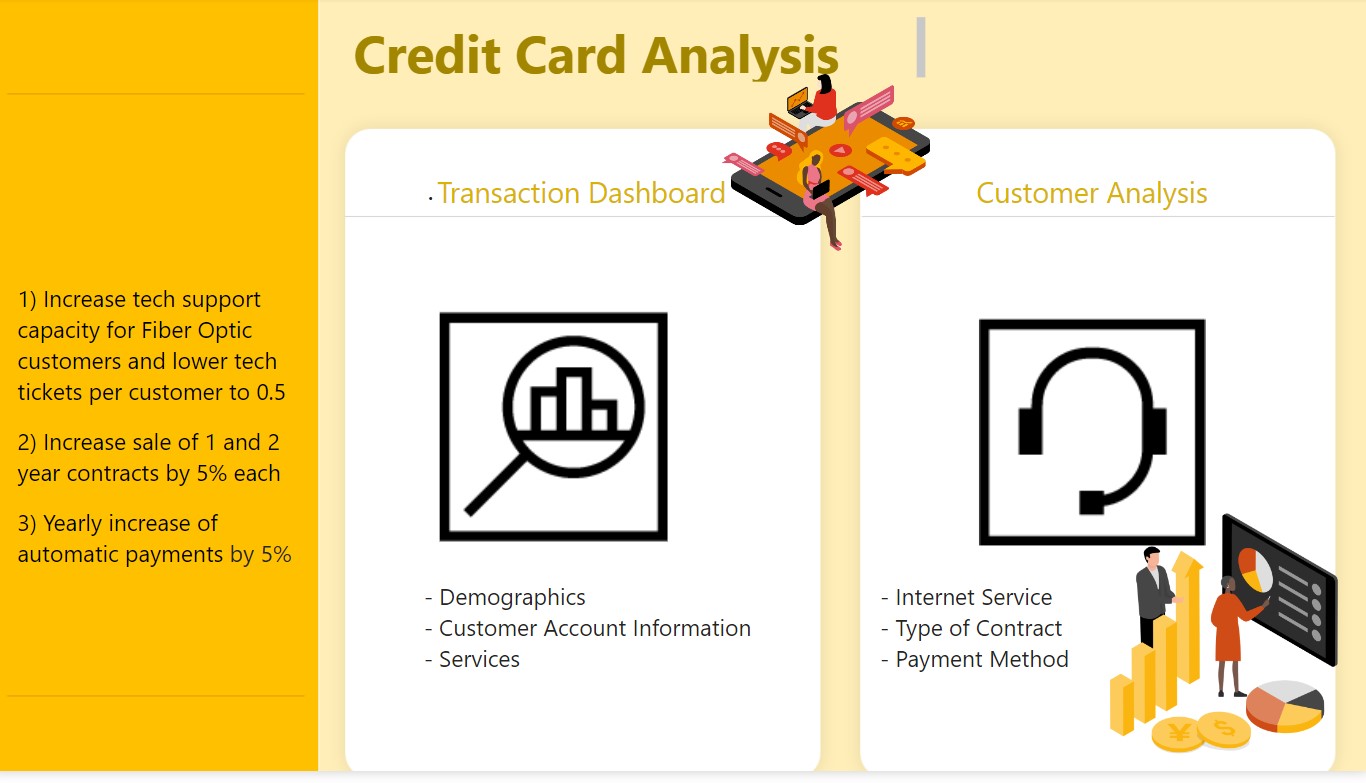 Credit Card Analysis
1) Increase tech support
capacity for Fiber Optic
customers and lower tech
tickets per customer to 0.5
2) Increase sale of 1 and 2
year contracts by 5% each
3) Yearly increase of
automatic payments by 5%
. Transaction Dashboard
- Demographics
- Customer Account Information
- Services
Customer Analysis
- Internet Service
- Type of Contract
- Payment Method
¥
$